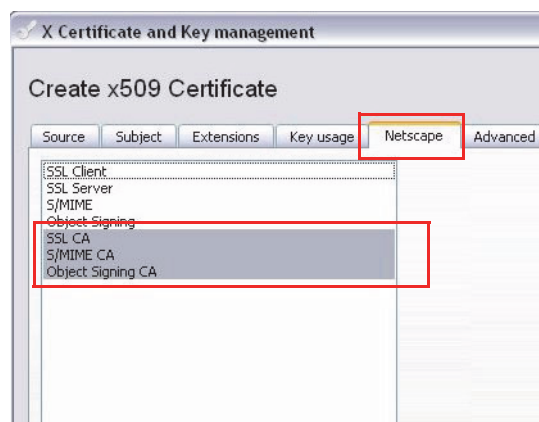 X Certificate and Key management
Create x509 Certificate
Source Subject Extensions Key usage Netscape Advanced
SSL Client
SSL Server
S/MIME
Object Signing
SSL CA
S/MIME CA
Object Signing CA